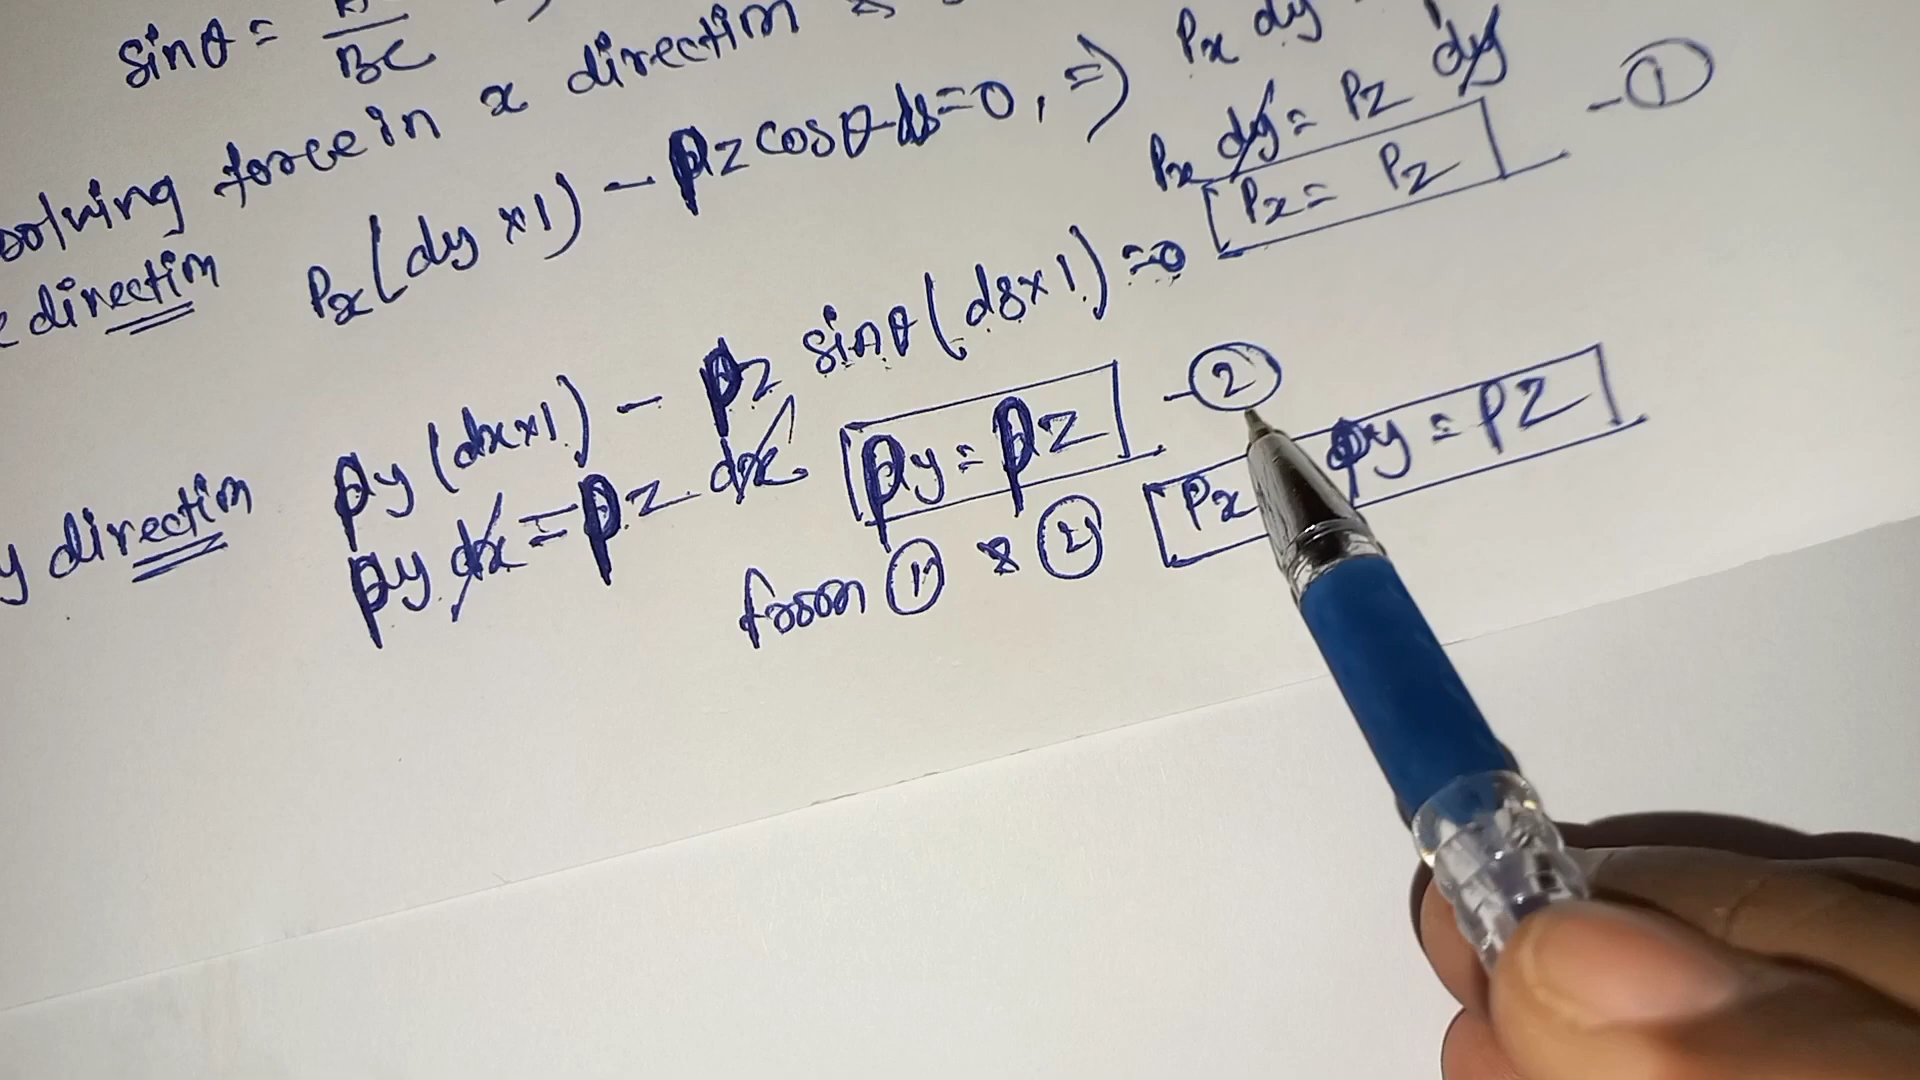 sinθ = /BC
solving force in x direction &
direction Px(dy×1) - Pz cosθ ds = 0, ⇒ Px dy
Px dy = Pz dy
Px = Pz - ①
y direction Py(dx×1) - Pz sinθ(ds×1) = 0
Py dx = Pz dx Py = Pz - ②
from ① & ② Px Py = PZ